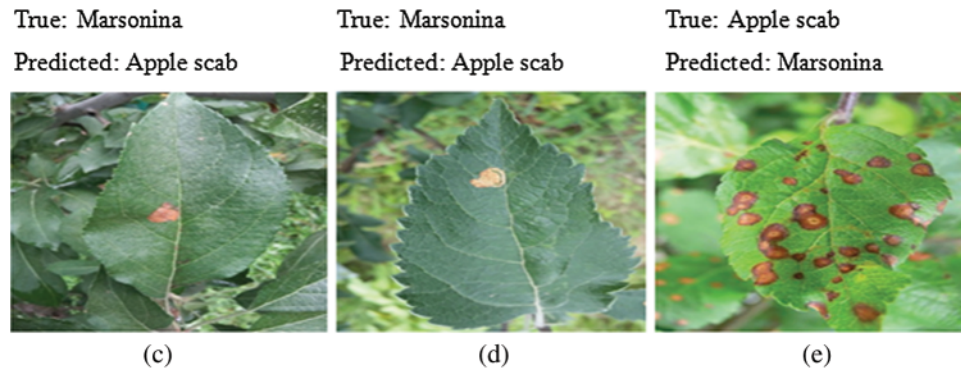 True: Marsonina
Predicted: Apple scab
True: Marsonina
Predicted: Apple scab
True: Apple scab
Predicted: Marsonina
(c)
(d)
(e)